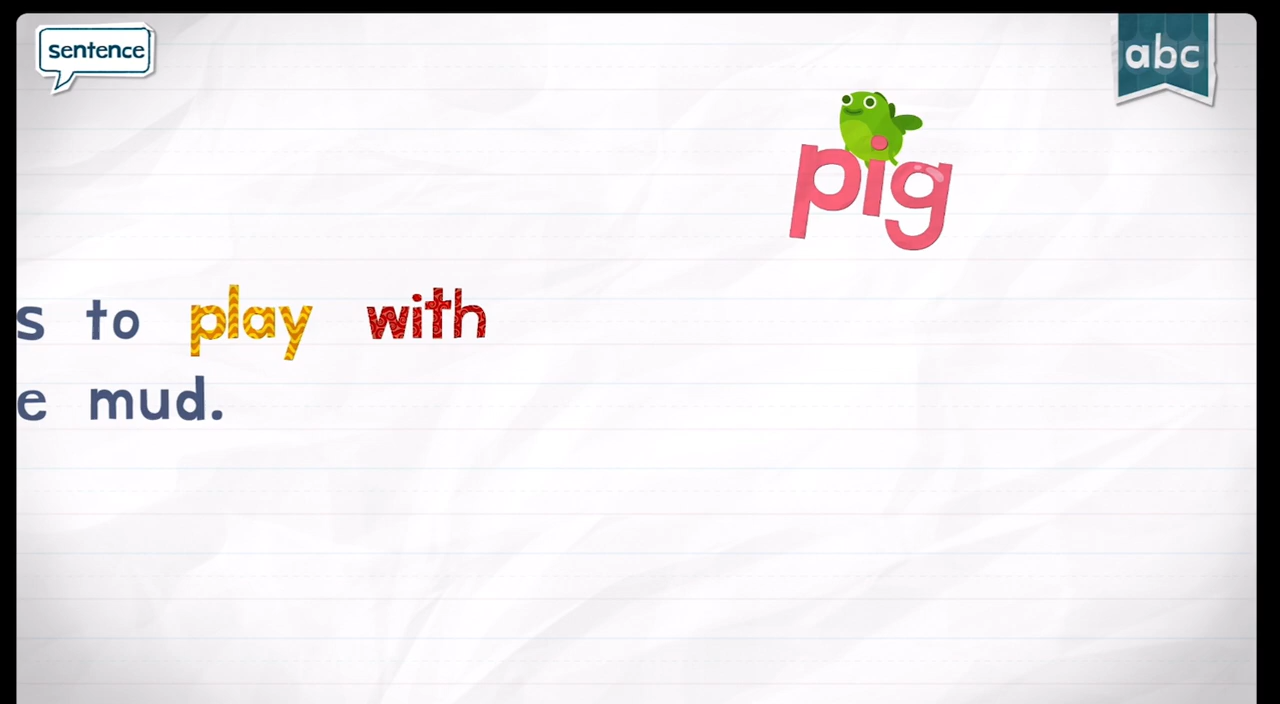 sentence
abc
pig
s to play with
e mud.